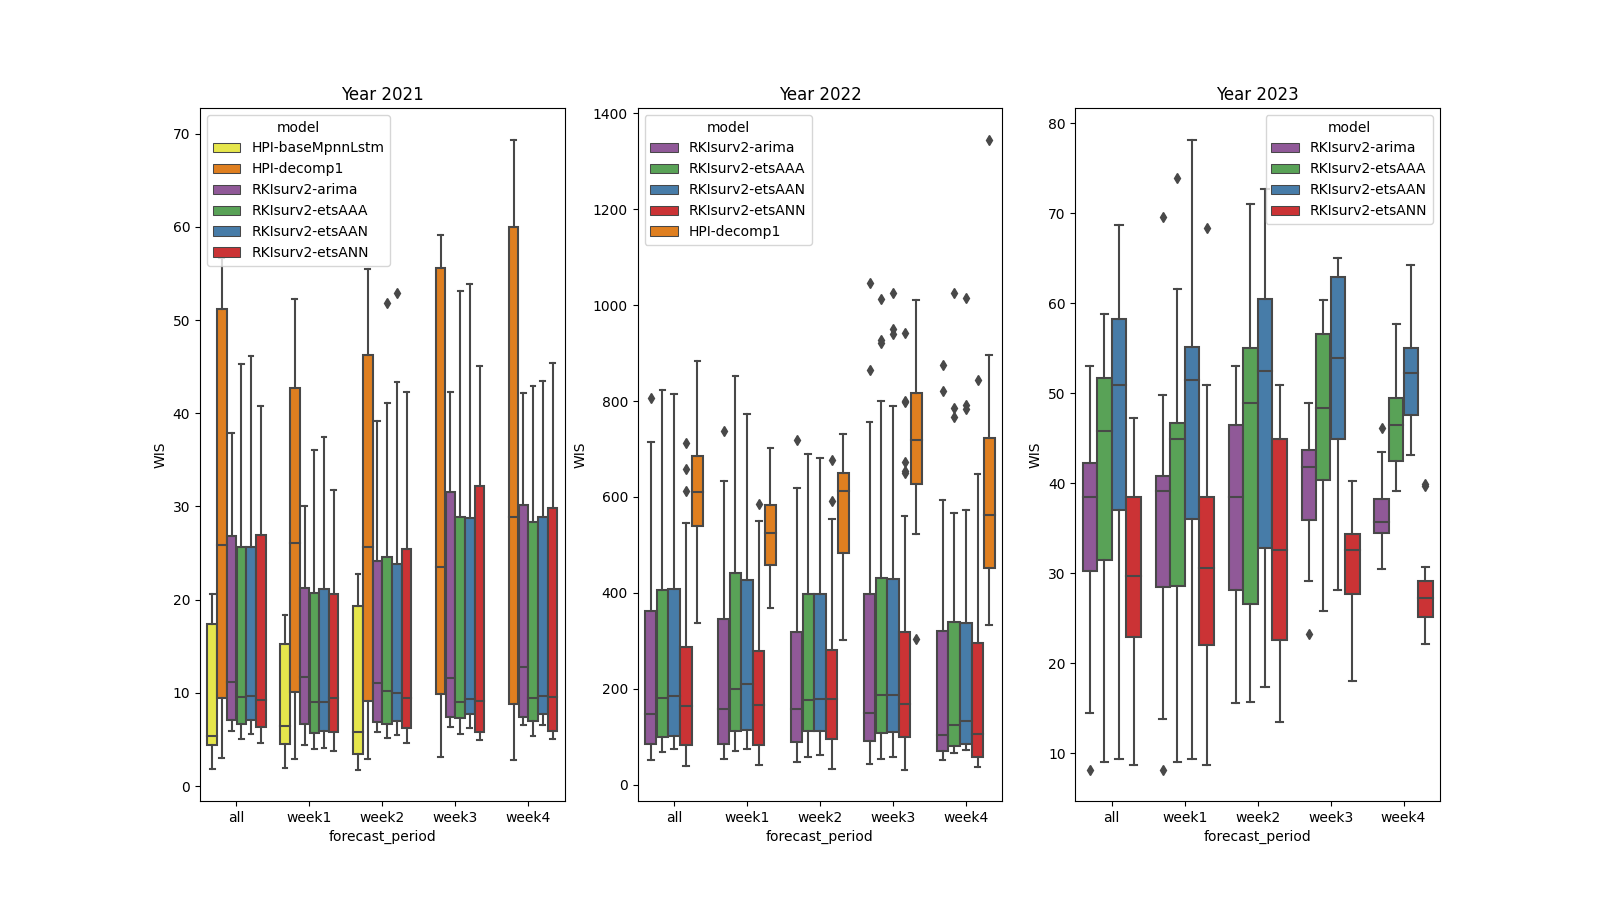 Year 2021
70
60
50
40
30
20
10
0
WIS
model
HPI-baseMpnnLstm
HPI-decomp1
RKIsurv2-arima
RKIsurv2-etsAAA
RKIsurv2-etsAAN
RKIsurv2-etsANN
all week1 week2 week3 week4
forecast_period
Year 2022
1400
1200
1000
800
600
400
200
0
WIS
model
RKIsurv2-arima
RKIsurv2-etsAAA
RKIsurv2-etsAAN
RKIsurv2-etsANN
HPI-decomp1
all week1 week2 week3 week4
forecast_period
Year 2023
80
70
60
50
40
30
20
10
WIS
model
RKIsurv2-arima
RKIsurv2-etsAAA
RKIsurv2-etsAAN
RKIsurv2-etsANN
all week1 week2 week3 week4
forecast_period